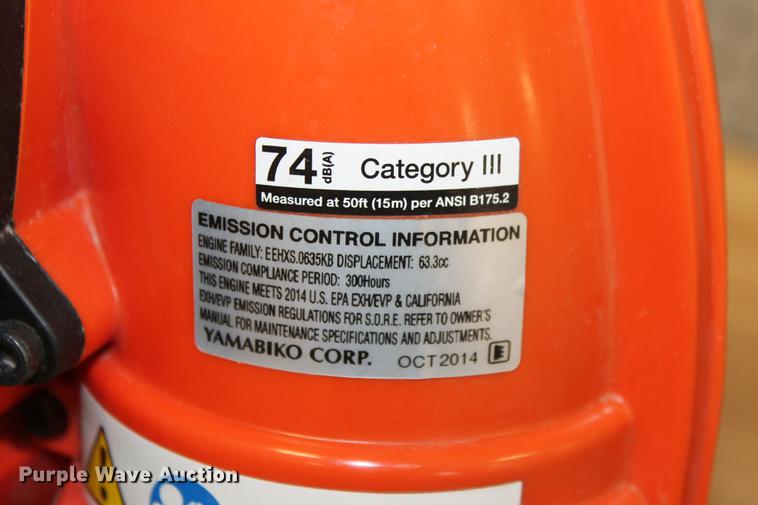 74 dB(A) Category III
Measured at 50ft (15m) per ANSI B175.2
EMISSION CONTROL INFORMATION
ENGINE FAMILY: EEHXS.0635KB DISPLACEMENT: 63.3cc
EMISSION COMPLIANCE PERIOD: 300Hours
THIS ENGINE MEETS 2014 U.S. EPA EXH/EVP & CALIFORNIA
EXH/EVP EMISSION REGULATIONS FOR S.O.R.E. REFER TO OWNER'S
MANUAL FOR MAINTENANCE SPECIFICATIONS AND ADJUSTMENTS.
YAMABIKO CORP. OCT 2014 E
Purple Wave Auction